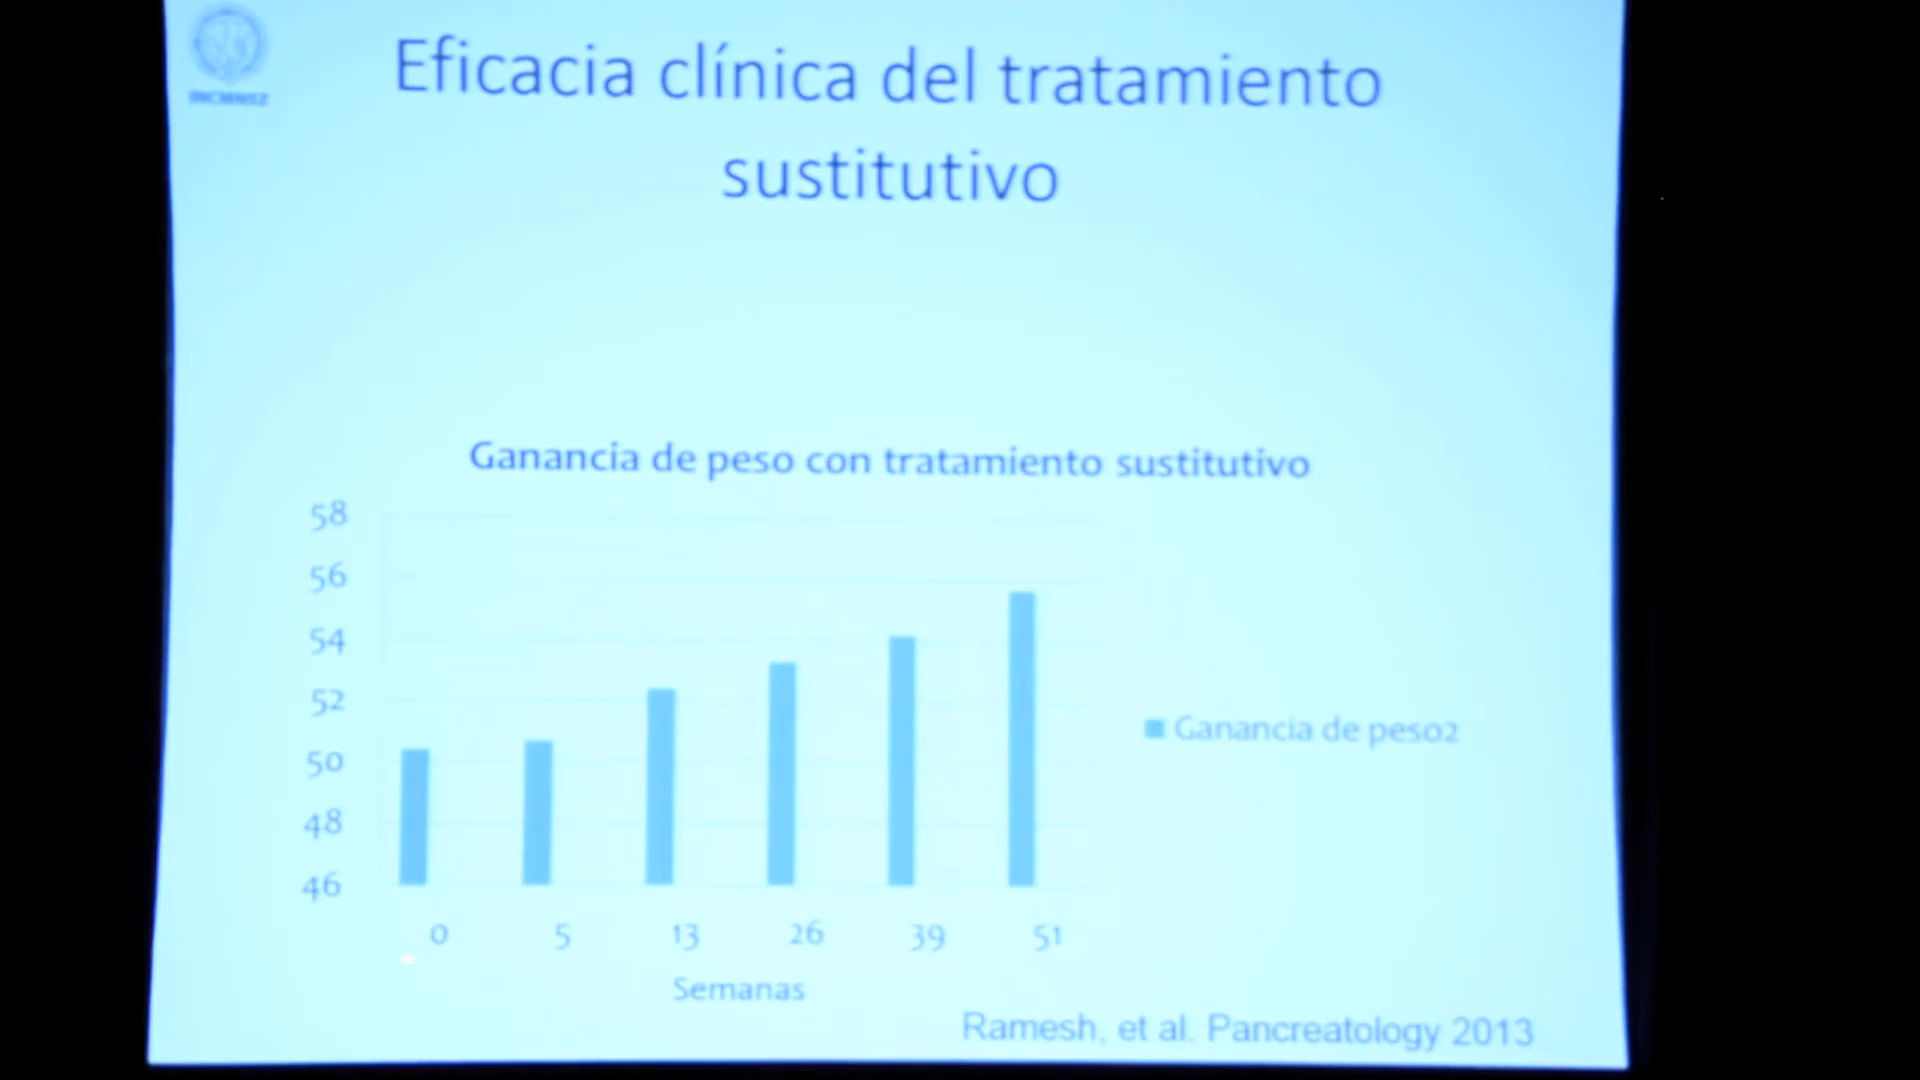 INCMNSZ
Eficacia clínica del tratamiento
sustitutivo
Ganancia de peso con tratamiento sustitutivo
58
56
54
52
50
48
46
0 5 13 26 39 51
Semanas
Ganancia de peso2
Ramesh, et al. Pancreatology 2013